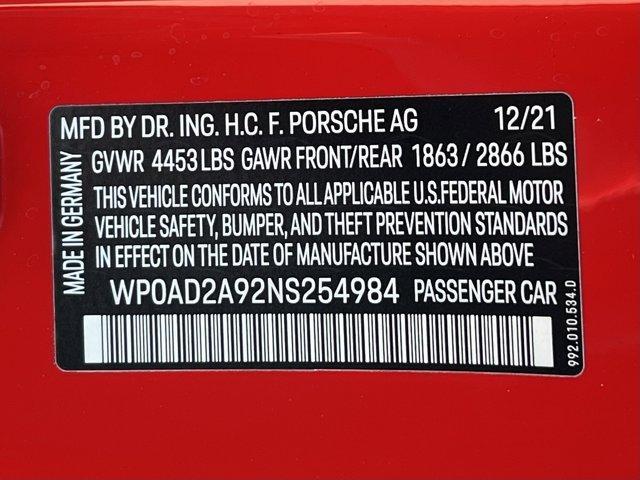 MFD BY DR. ING. H.C. F. PORSCHE AG 12/21
GVWR 4453 LBS GAWR FRONT/REAR 1863 / 2866 LBS
THIS VEHICLE CONFORMS TO ALL APPLICABLE U.S.FEDERAL MOTOR
VEHICLE SAFETY, BUMPER, AND THEFT PREVENTION STANDARDS
IN EFFECT ON THE DATE OF MANUFACTURE SHOWN ABOVE
WP0AD2A92NS254984 PASSENGER CAR
MADE IN GERMANY
992.010.534.D